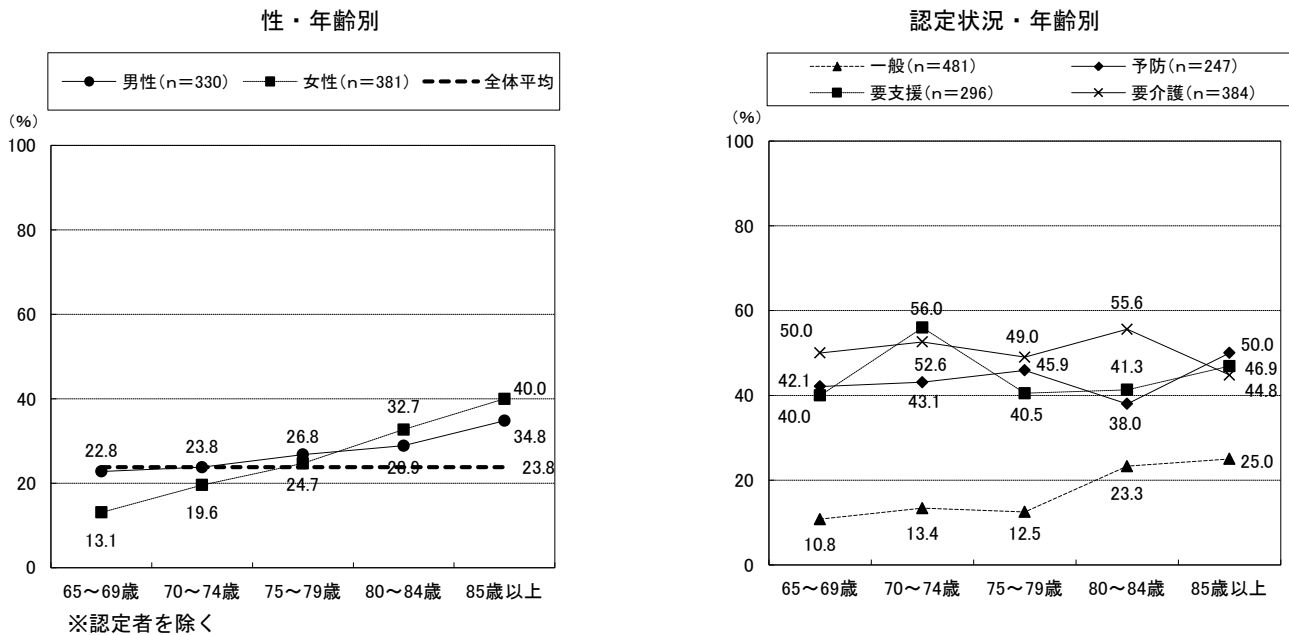 性・年齢別
男性(n=330) 女性(n=381) 全体平均
(%)
100
80
60
40
20
0
22.8 23.8 26.8 32.7 40.0
34.8
28.9 23.8
24.7
19.6
13.1
65~69歳 70~74歳 75~79歳 80~84歳 85歳以上
※認定者を除く
認定状況・年齢別
一般(n=481) 予防(n=247)
要支援(n=296) 要介護(n=384)
(%)
100
80
60
40
20
0
50.0 56.0 49.0 55.6 50.0
42.1 52.6 45.9 41.3 46.9
40.0 43.1 40.5 38.0 44.8
10.8 13.4 12.5 23.3 25.0
65~69歳 70~74歳 75~79歳 80~84歳 85歳以上